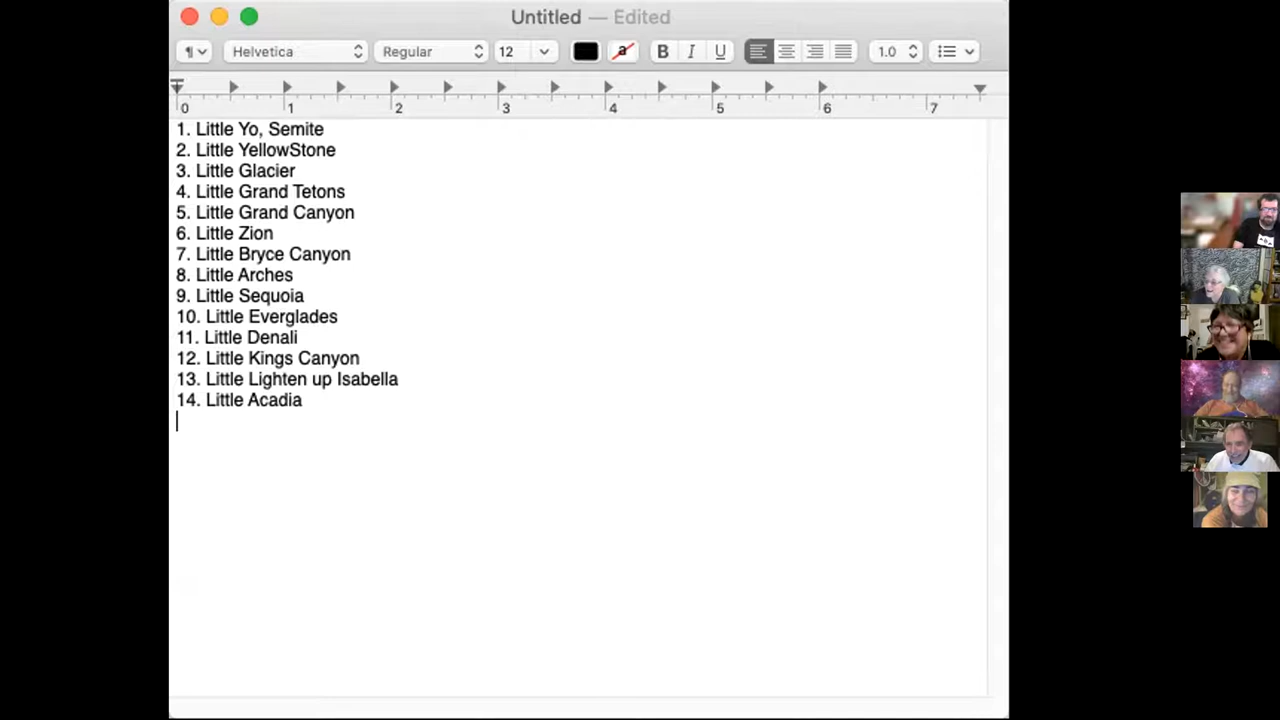 Untitled — Edited
¶ Helvetica Regular 12 a B I U 1.0
0 1 2 3 4 5 6 7
1. Little Yo, Semite
2. Little YellowStone
3. Little Glacier
4. Little Grand Tetons
5. Little Grand Canyon
6. Little Zion
7. Little Bryce Canyon
8. Little Arches
9. Little Sequoia
10. Little Everglades
11. Little Denali
12. Little Kings Canyon
13. Little Lighten up Isabella
14. Little Acadia